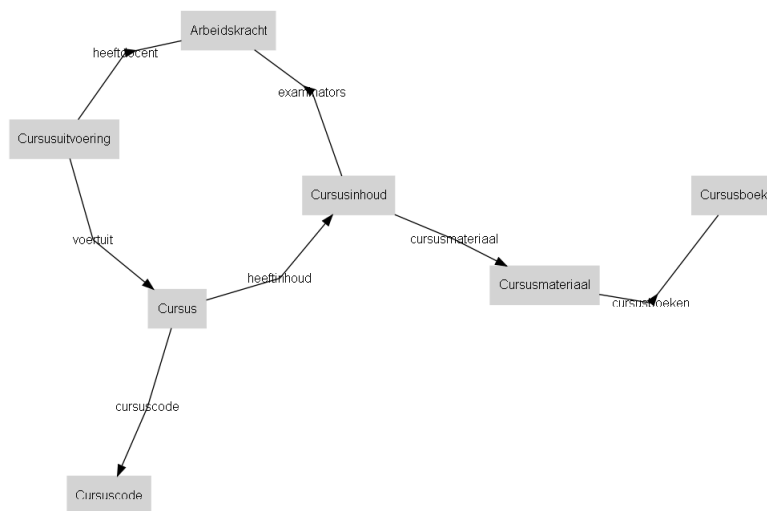 Arbeidskracht
heeftdocent
examinators
Cursusuitvoering
Cursusinhoud
Cursusboek
voertuit
cursusmateriaal
heeftinhoud
Cursusmateriaal
cursusboeken
Cursus
cursuscode
Cursuscode